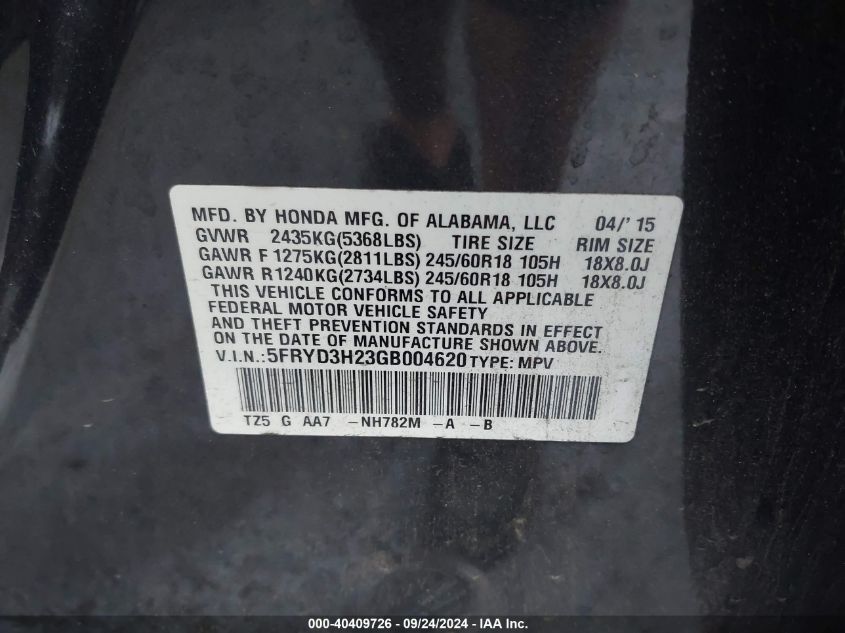 MFD. BY HONDA MFG. OF ALABAMA, LLC 04/' 15
GVWR 2435KG(5368LBS) TIRE SIZE RIM SIZE
GAWR F 1275KG(2811LBS) 245/60R18 105H 18X8.0J
GAWR R 1240KG(2734LBS) 245/60R18 105H 18X8.0J
THIS VEHICLE CONFORMS TO ALL APPLICABLE
FEDERAL MOTOR VEHICLE SAFETY
AND THEFT PREVENTION STANDARDS IN EFFECT
ON THE DATE OF MANUFACTURE SHOWN ABOVE.
V.I.N.:5FRYD3H23GB004620 TYPE: MPV
TZ5 G AA7 -NH782M -A -B
000-40409726 - 09/24/2024 - IAA Inc.